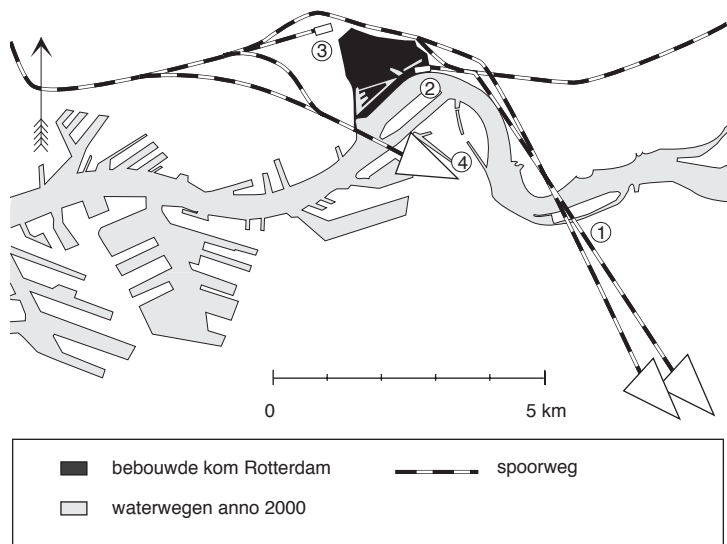 ③
②
④
①
0 5 km
bebouwde kom Rotterdam spoorweg
waterwegen anno 2000